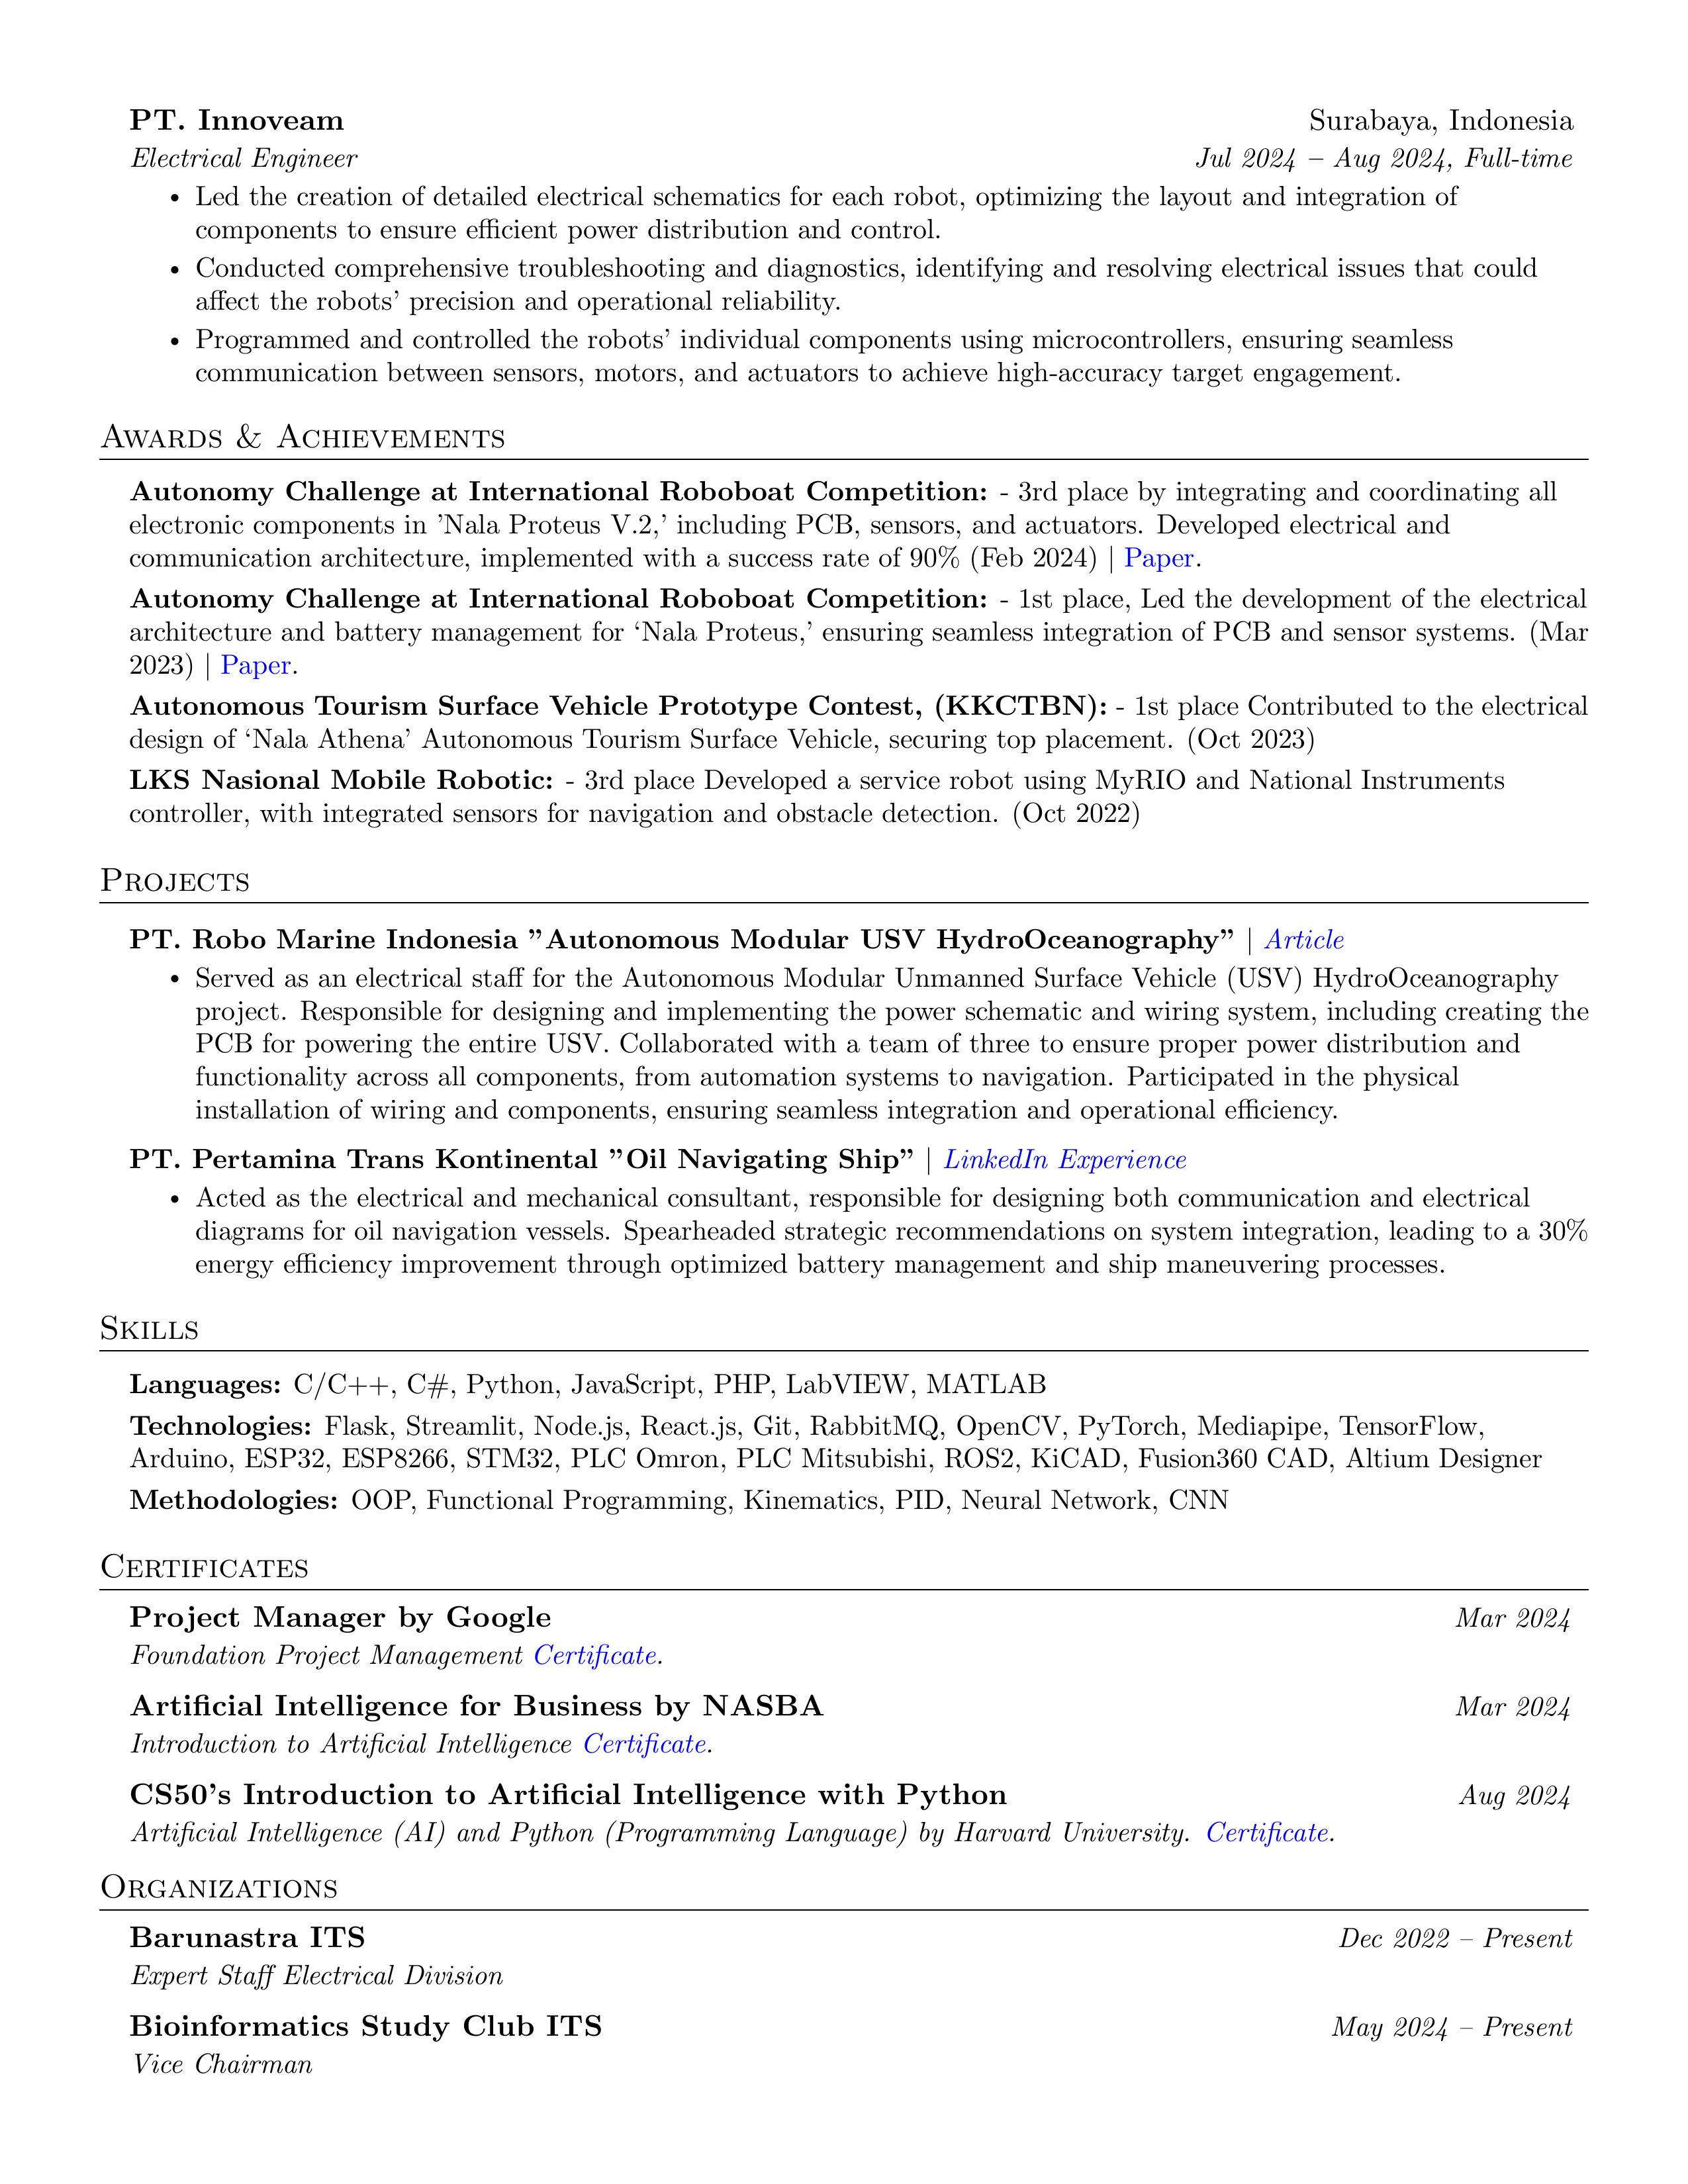 PT. Innoveam Surabaya, Indonesia
Electrical Engineer Jul 2024 – Aug 2024, Full-time
• Led the creation of detailed electrical schematics for each robot, optimizing the layout and integration of
components to ensure efficient power distribution and control.
• Conducted comprehensive troubleshooting and diagnostics, identifying and resolving electrical issues that could
affect the robots’ precision and operational reliability.
• Programmed and controlled the robots’ individual components using microcontrollers, ensuring seamless
communication between sensors, motors, and actuators to achieve high-accuracy target engagement.
Awards & Achievements
Autonomy Challenge at International Roboboat Competition: - 3rd place by integrating and coordinating all
electronic components in ’Nala Proteus V.2,’ including PCB, sensors, and actuators. Developed electrical and
communication architecture, implemented with a success rate of 90% (Feb 2024) | Paper.
Autonomy Challenge at International Roboboat Competition: - 1st place, Led the development of the electrical
architecture and battery management for ‘Nala Proteus,’ ensuring seamless integration of PCB and sensor systems. (Mar
2023) | Paper.
Autonomous Tourism Surface Vehicle Prototype Contest, (KKCTBN): - 1st place Contributed to the electrical
design of ‘Nala Athena’ Autonomous Tourism Surface Vehicle, securing top placement. (Oct 2023)
LKS Nasional Mobile Robotic: - 3rd place Developed a service robot using MyRIO and National Instruments
controller, with integrated sensors for navigation and obstacle detection. (Oct 2022)
Projects
PT. Robo Marine Indonesia ”Autonomous Modular USV HydroOceanography” | Article
• Served as an electrical staff for the Autonomous Modular Unmanned Surface Vehicle (USV) HydroOceanography
project. Responsible for designing and implementing the power schematic and wiring system, including creating the
PCB for powering the entire USV. Collaborated with a team of three to ensure proper power distribution and
functionality across all components, from automation systems to navigation. Participated in the physical
installation of wiring and components, ensuring seamless integration and operational efficiency.
PT. Pertamina Trans Kontinental ”Oil Navigating Ship” | LinkedIn Experience
• Acted as the electrical and mechanical consultant, responsible for designing both communication and electrical
diagrams for oil navigation vessels. Spearheaded strategic recommendations on system integration, leading to a 30%
energy efficiency improvement through optimized battery management and ship maneuvering processes.
Skills
Languages: C/C++, C#, Python, JavaScript, PHP, LabVIEW, MATLAB
Technologies: Flask, Streamlit, Node.js, React.js, Git, RabbitMQ, OpenCV, PyTorch, Mediapipe, TensorFlow,
Arduino, ESP32, ESP8266, STM32, PLC Omron, PLC Mitsubishi, ROS2, KiCAD, Fusion360 CAD, Altium Designer
Methodologies: OOP, Functional Programming, Kinematics, PID, Neural Network, CNN
Certificates
Project Manager by Google Mar 2024
Foundation Project Management Certificate.
Artificial Intelligence for Business by NASBA Mar 2024
Introduction to Artificial Intelligence Certificate.
CS50’s Introduction to Artificial Intelligence with Python Aug 2024
Artificial Intelligence (AI) and Python (Programming Language) by Harvard University. Certificate.
Organizations
Barunastra ITS Dec 2022 – Present
Expert Staff Electrical Division
Bioinformatics Study Club ITS May 2024 – Present
Vice Chairman